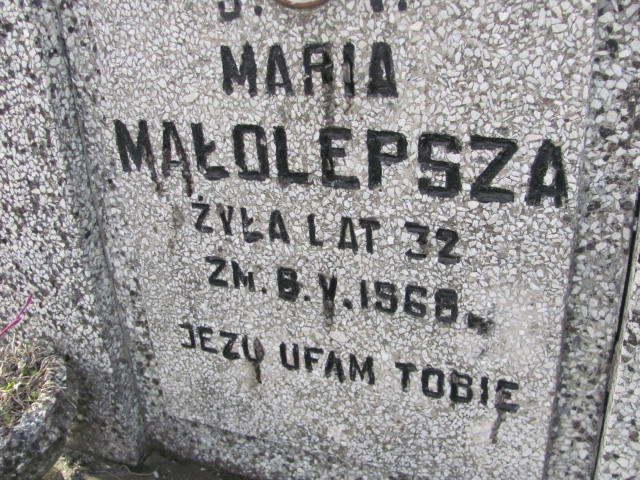 MARIA
MAŁOLEPSZA
ŻYŁA LAT 32
ZM. 8.V.1968.
JEZU UFAM TOBIE